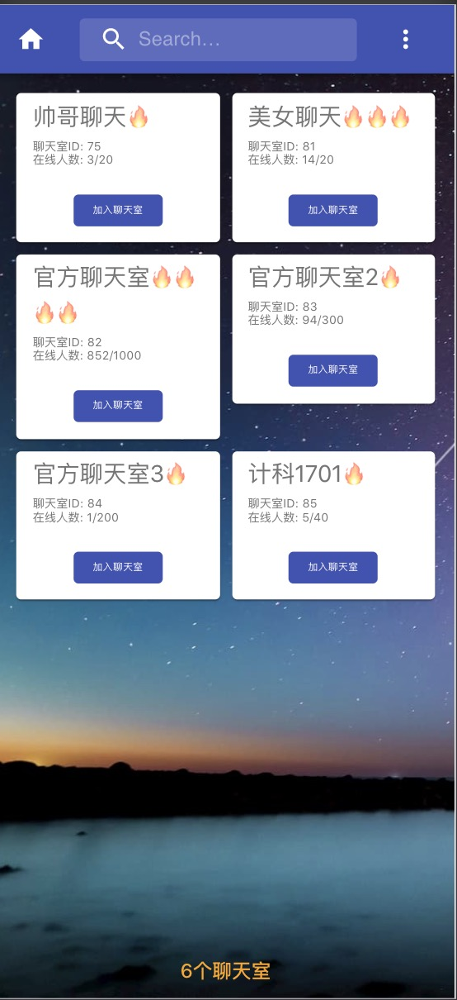 Search…
帅哥聊天🔥
聊天室ID: 75
在线人数: 3/20
加入聊天室
美女聊天🔥🔥🔥
聊天室ID: 81
在线人数: 14/20
加入聊天室
官方聊天室🔥🔥
🔥🔥
聊天室ID: 82
在线人数: 852/1000
加入聊天室
官方聊天室2🔥
聊天室ID: 83
在线人数: 94/300
加入聊天室
官方聊天室3🔥
聊天室ID: 84
在线人数: 1/200
加入聊天室
计科1701🔥
聊天室ID: 85
在线人数: 5/40
加入聊天室
6个聊天室